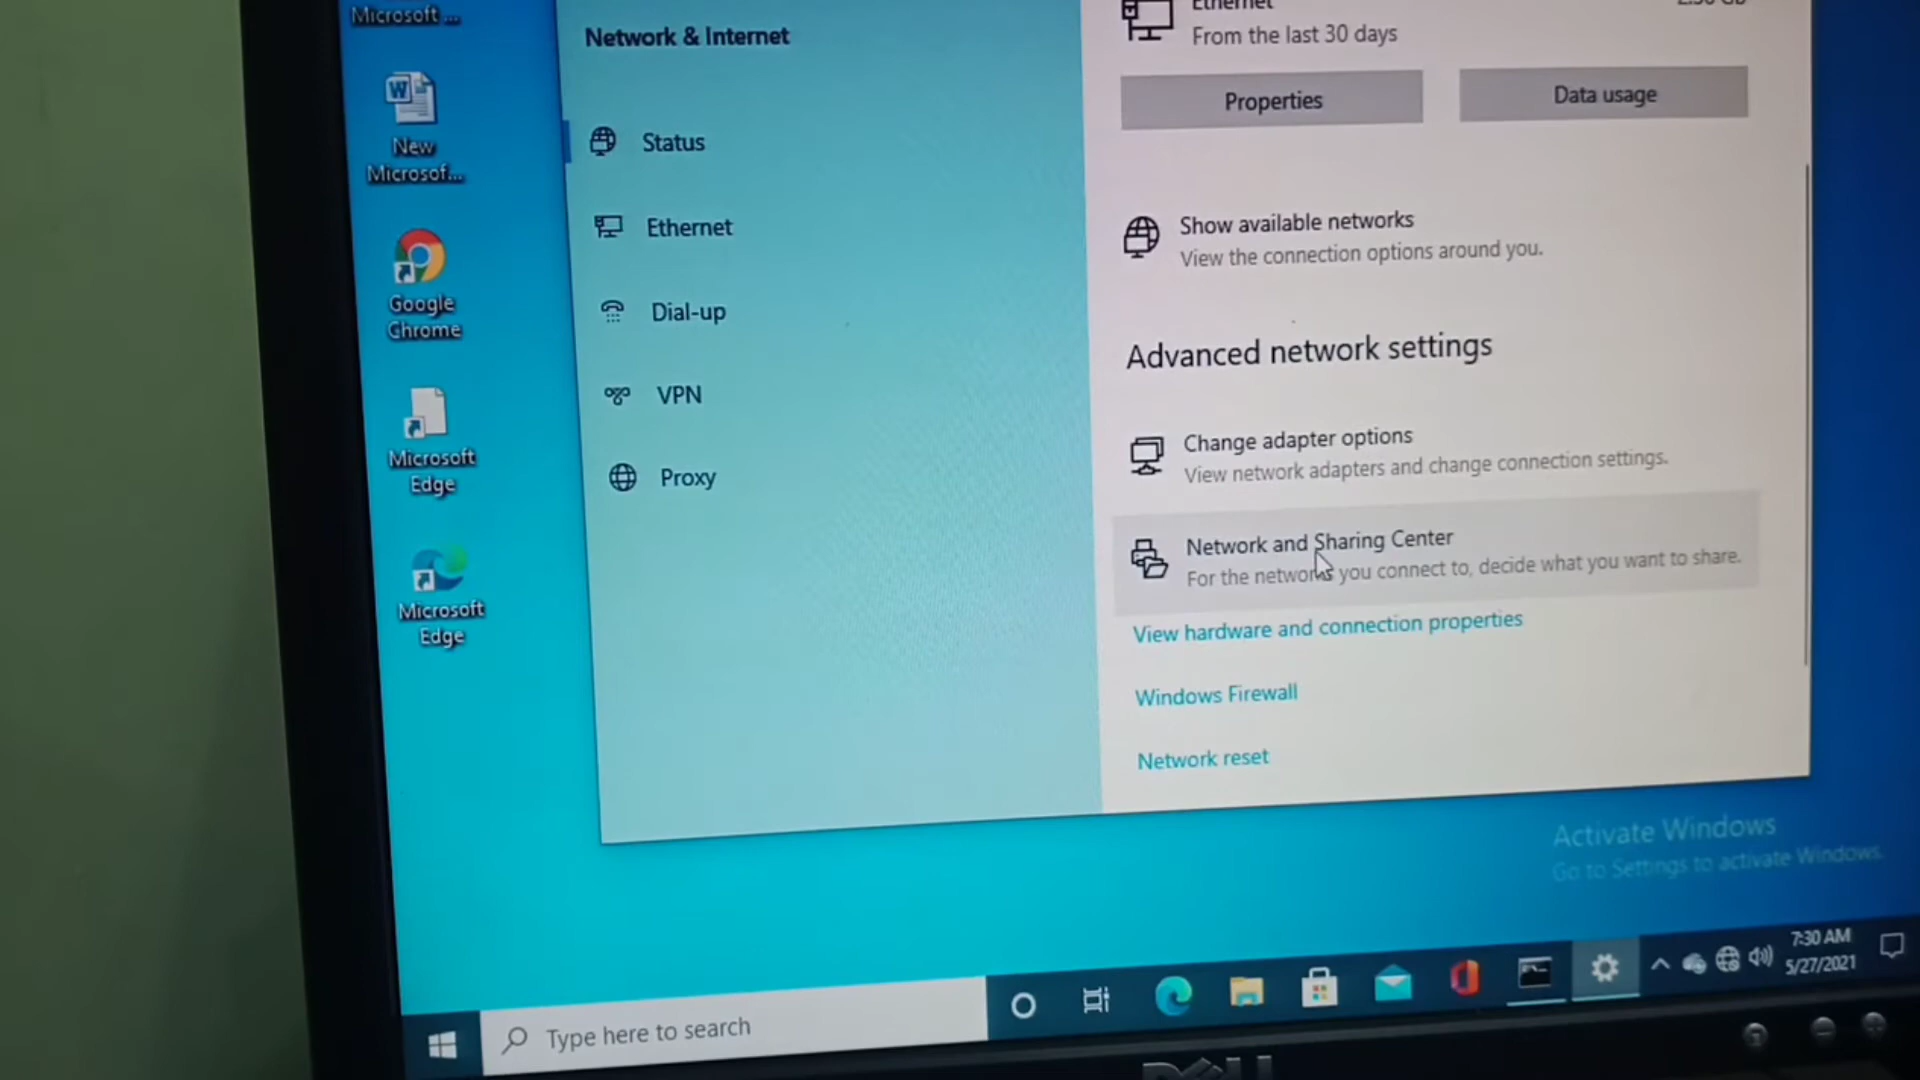 Microsoft ...
New
Microsof...
Google
Chrome
Microsoft
Edge
Microsoft
Edge
Network & Internet
Status
Ethernet
Dial-up
VPN
Proxy
Ethernet
From the last 30 days
Properties
Data usage
Show available networks
View the connection options around you.
Advanced network settings
Change adapter options
View network adapters and change connection settings.
Network and Sharing Center
For the networks you connect to, decide what you want to share.
View hardware and connection properties
Windows Firewall
Network reset
Activate Windows
Go to Settings to activate Windows.
Type here to search
7:30 AM
5/27/2021
DELL